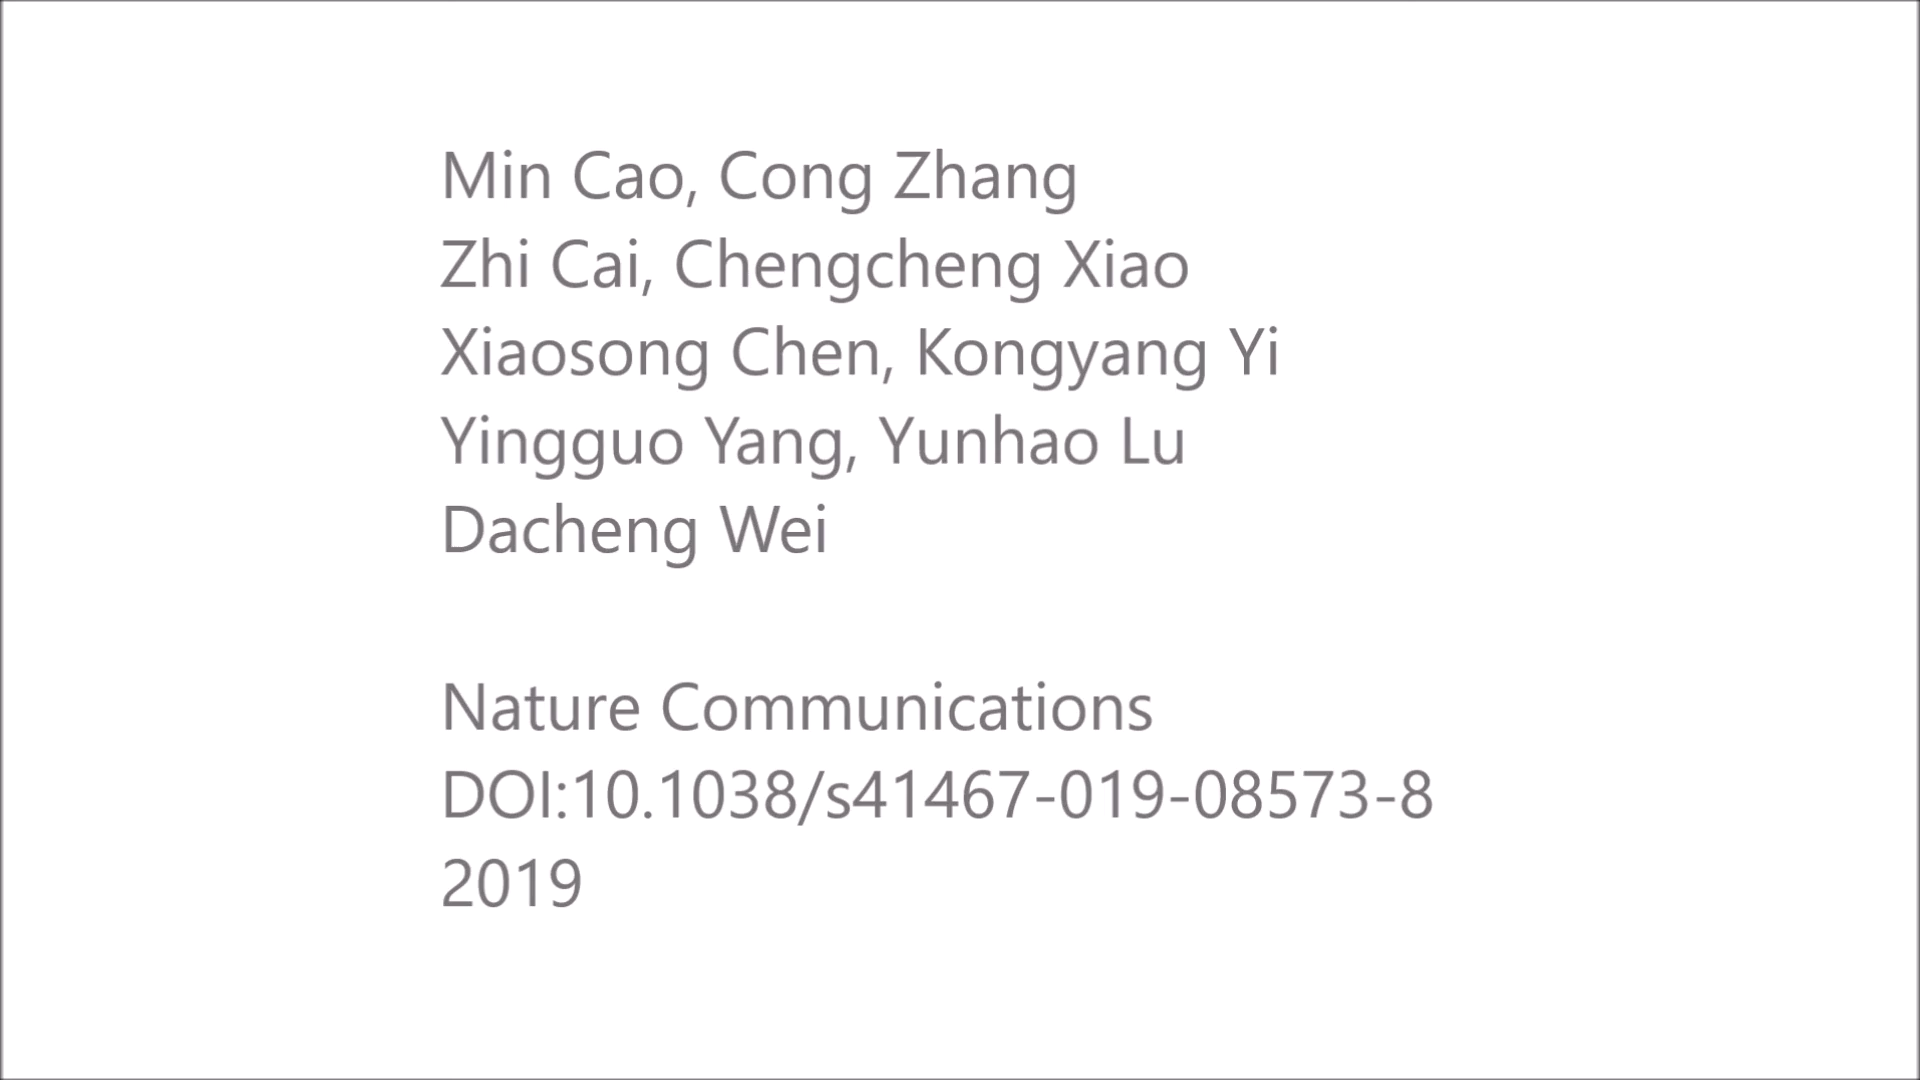 Min Cao, Cong Zhang
Zhi Cai, Chengcheng Xiao
Xiaosong Chen, Kongyang Yi
Yingguo Yang, Yunhao Lu
Dacheng Wei
Nature Communications
DOI:10.1038/s41467-019-08573-8
2019